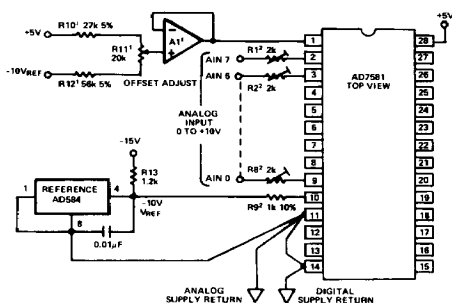 R10¹ 27k 5%
+5V
R11¹
20k
-10VREF
R12¹ 56k 5%
A1¹
OFFSET ADJUST
+5V
AIN 7
R1² 2k
AIN 6
R2² 2k
ANALOG
INPUT
0 TO +10V
AIN 0
R8² 2k
R9² 1k 10%
-15V
R13
1.2k
REFERENCE
AD584
1
4
8
-10V
VREF
0.01µF
AD7581
TOP VIEW
1
2
3
4
5
6
7
8
9
10
11
12
13
14
28
27
26
25
24
23
22
21
20
19
18
17
16
15
ANALOG
SUPPLY RETURN
DIGITAL
SUPPLY RETURN